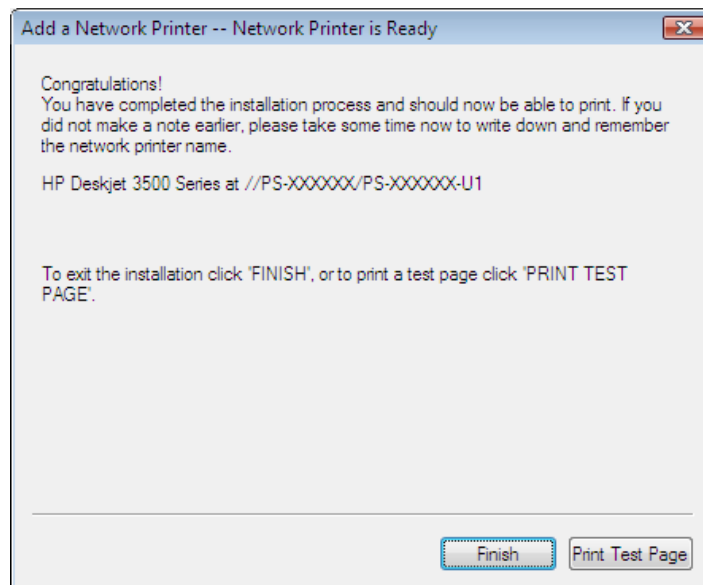 Add a Network Printer -- Network Printer is Ready
Congratulations!
You have completed the installation process and should now be able to print. If you
did not make a note earlier, please take some time now to write down and remember
the network printer name.
HP Deskjet 3500 Series at //PS-XXXXXX/PS-XXXXXX-U1
To exit the installation click "FINISH", or to print a test page click "PRINT TEST
PAGE".
Finish
Print Test Page